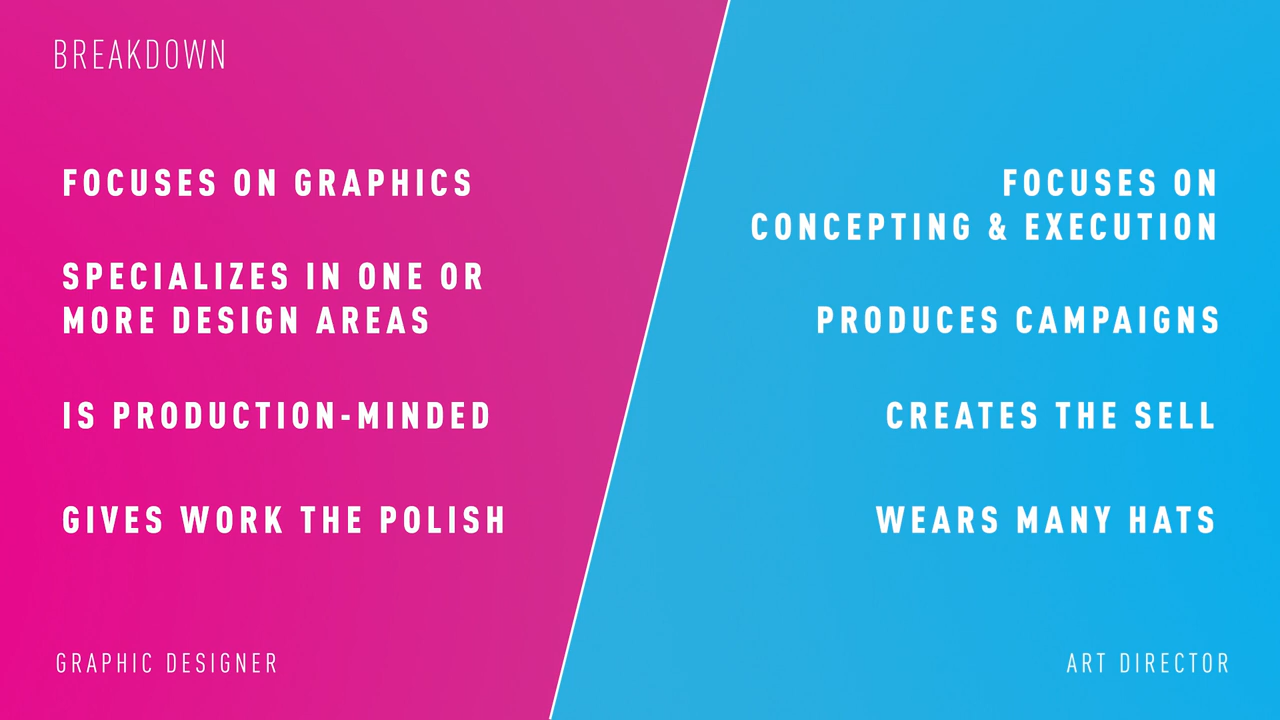 BREAKDOWN
FOCUSES ON GRAPHICS
SPECIALIZES IN ONE OR
MORE DESIGN AREAS
IS PRODUCTION-MINDED
GIVES WORK THE POLISH
GRAPHIC DESIGNER
FOCUSES ON
CONCEPTING & EXECUTION
PRODUCES CAMPAIGNS
CREATES THE SELL
WEARS MANY HATS
ART DIRECTOR